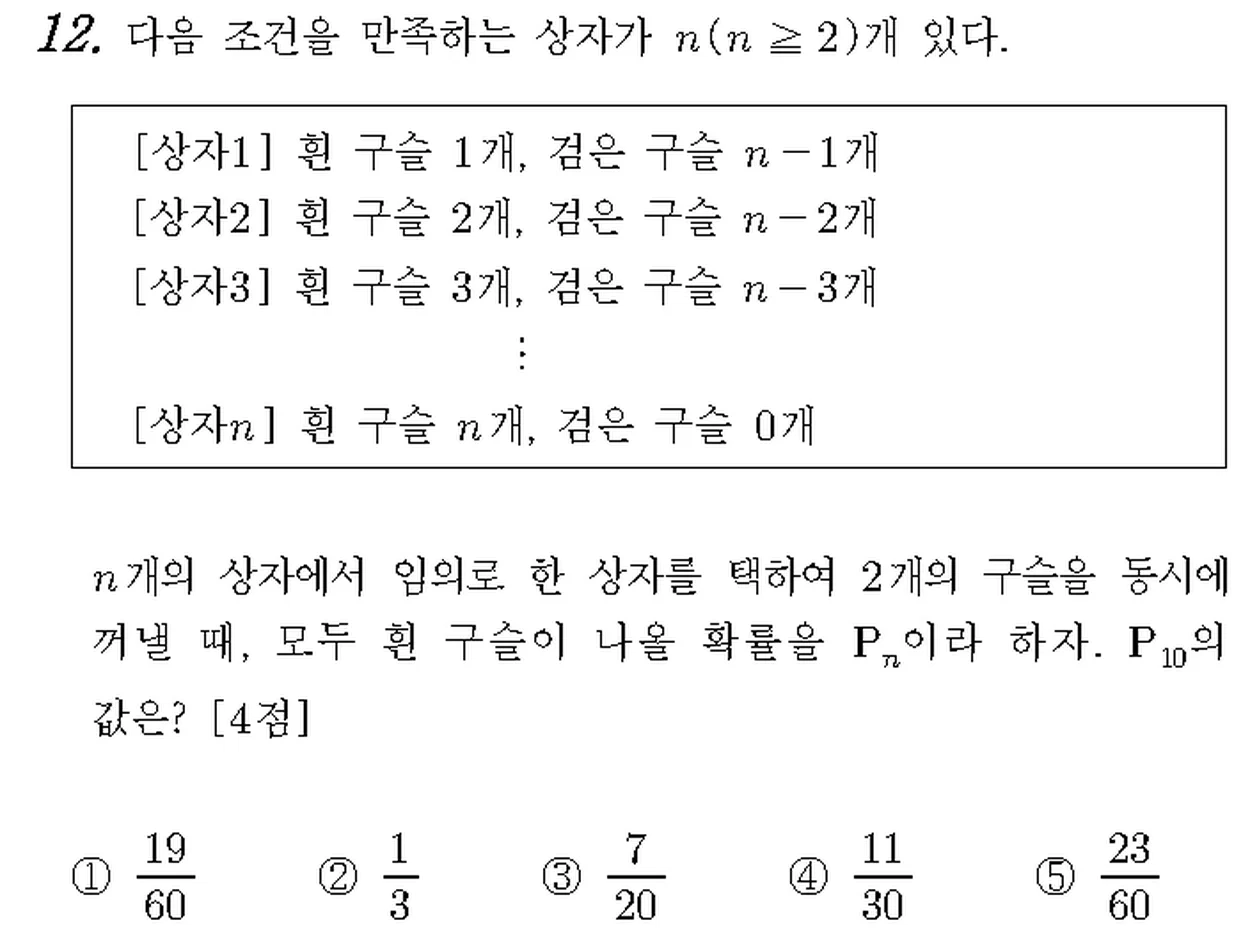 12. 다음 조건을 만족하는 상자가 n(n ≧ 2)개 있다.
[상자1] 흰 구슬 1개, 검은 구슬 n-1개
[상자2] 흰 구슬 2개, 검은 구슬 n-2개
[상자3] 흰 구슬 3개, 검은 구슬 n-3개
⋮
[상자n] 흰 구슬 n개, 검은 구슬 0개
n개의 상자에서 임의로 한 상자를 택하여 2개의 구슬을 동시에
꺼낼 때, 모두 흰 구슬이 나올 확률을 Pₙ이라 하자. P₁₀의
값은? [4점]
① 19/60 ② 1/3 ③ 7/20 ④ 11/30 ⑤ 23/60